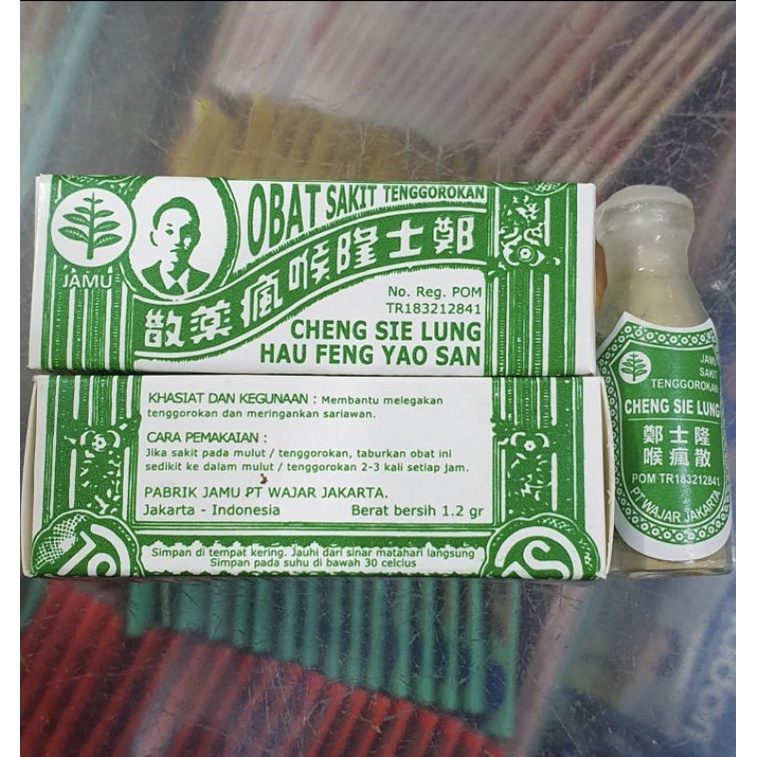 JAMU
OBAT SAKIT TENGGOROKAN
鄭士隆喉瘋藥散
No. Reg. POM
TR183212841
CHENG SIE LUNG
HAU FENG YAO SAN
KHASIAT DAN KEGUNAAN : Membantu melegakan
tenggorokan dan meringankan sariawan.
CARA PEMAKAIAN :
Jika sakit pada mulut / tenggorokan, taburkan obat ini
sedikit ke dalam mulut / tenggorokan 2-3 kali setiap jam.
PABRIK JAMU PT WAJAR JAKARTA.
Jakarta - Indonesia Berat bersih 1.2 gr
Simpan di tempat kering. Jauhi dari sinar matahari langsung
Simpan pada suhu di bawah 30 celcius
JAMU
SAKIT
TENGGOROKAN
CHENG SIE LUNG
鄭士隆
喉瘋散
POM TR183212841
PT WAJAR JAKARTA